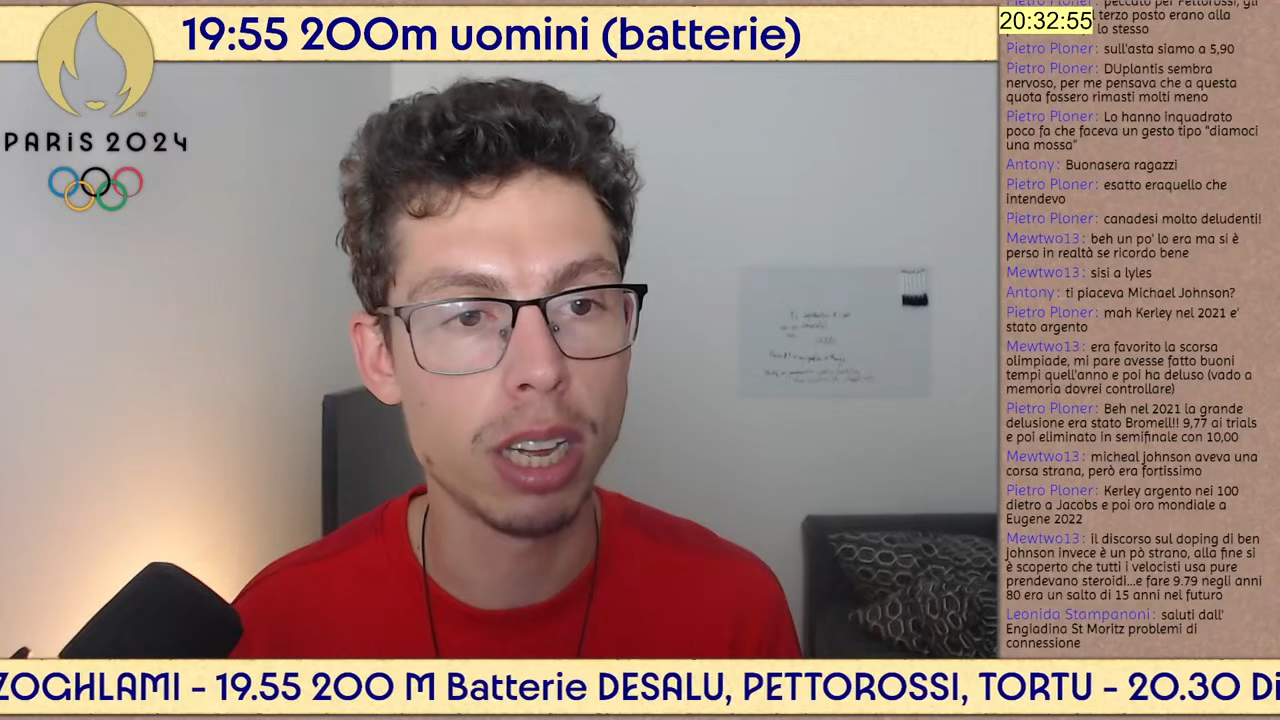 19:55 200m uomini (batterie)
PARIS 2024
20:32:55
Pietro Ploner: peccato per Pettorossi, gli
terzo posto erano alla
lo stesso
Pietro Ploner: sull'asta siamo a 5,90
Pietro Ploner: DUplantis sembra
nervoso, per me pensava che a questa
quota fossero rimasti molti meno
Pietro Ploner: Lo hanno inquadrato
poco fa che faceva un gesto tipo "diamoci
una mossa"
Antony: Buonasera ragazzi
Pietro Ploner: esatto eraquello che
intendevo
Pietro Ploner: canadesi molto deludenti!
Mewtwo13: beh un po' lo era ma si è
perso in realtà se ricordo bene
Mewtwo13: sisi a lyles
Antony: ti piaceva Michael Johnson?
Pietro Ploner: mah Kerley nel 2021 e'
stato argento
Mewtwo13: era favorito la scorsa
olimpiade, mi pare avesse fatto buoni
tempi quell'anno e poi ha deluso (vado a
memoria dovrei controllare)
Pietro Ploner: Beh nel 2021 la grande
delusione era stato Bromell!! 9,77 ai trials
e poi eliminato in semifinale con 10,00
Mewtwo13: micheal johnson aveva una
corsa strana, però era fortissimo
Pietro Ploner: Kerley argento nei 100
dietro a Jacobs e poi oro mondiale a
Eugene 2022
Mewtwo13: il discorso sul doping di ben
johnson invece è un pò strano, alla fine si
è scoperto che tutti i velocisti usa pure
prendevano steroidi...e fare 9.79 negli anni
80 era un salto di 15 anni nel futuro
Leonida Stampanoni: saluti dall'
Engiadina St Moritz problemi di
connessione
ZOGHLAMI - 19.55 200 M Batterie DESALU, PETTOROSSI, TORTU - 20.30 Di